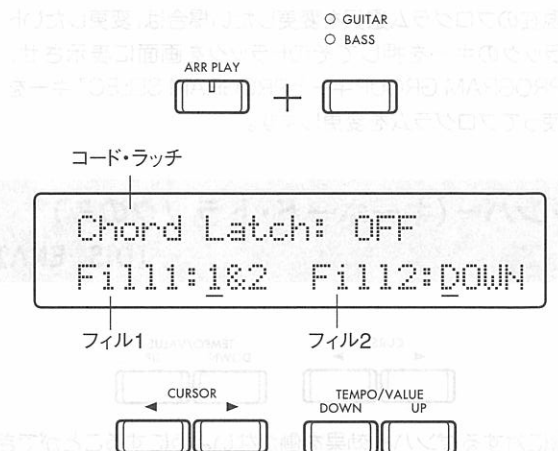 ○ GUITAR
○ BASS
ARR PLAY
+
コード・ラッチ
Chord Latch: OFF
Fill1:1&2 Fill2:DOWN
フィル1 フィル2
CURSOR
◄ ►
TEMPO/VALUE
DOWN UP